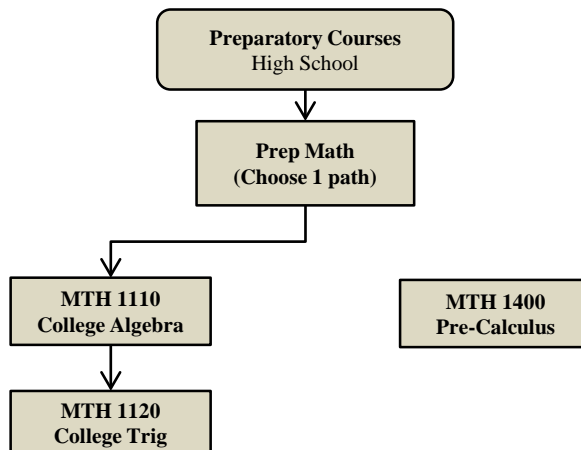 Preparatory Courses
High School
Prep Math
(Choose 1 path)
MTH 1110
College Algebra
MTH 1400
Pre-Calculus
MTH 1120
College Trig